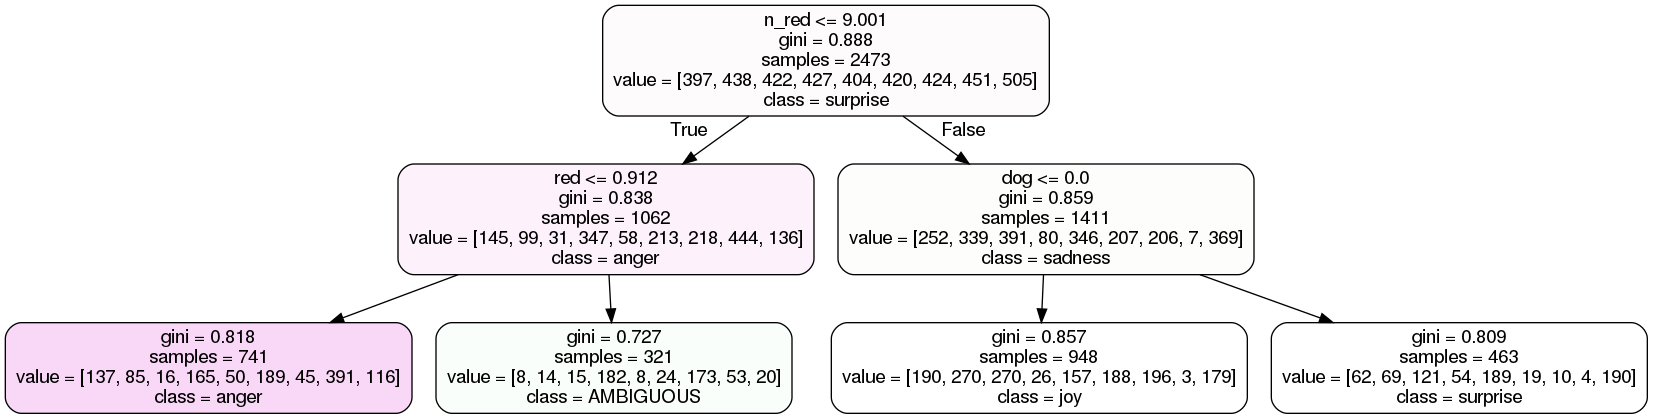 n_red <= 9.001
gini = 0.888
samples = 2473
value = [397, 438, 422, 427, 404, 420, 424, 451, 505]
class = surprise
True
False
red <= 0.912
gini = 0.838
samples = 1062
value = [145, 99, 31, 347, 58, 213, 218, 444, 136]
class = anger
dog <= 0.0
gini = 0.859
samples = 1411
value = [252, 339, 391, 80, 346, 207, 206, 7, 369]
class = sadness
gini = 0.818
samples = 741
value = [137, 85, 16, 165, 50, 189, 45, 391, 116]
class = anger
gini = 0.727
samples = 321
value = [8, 14, 15, 182, 8, 24, 173, 53, 20]
class = AMBIGUOUS
gini = 0.857
samples = 948
value = [190, 270, 270, 26, 157, 188, 196, 3, 179]
class = joy
gini = 0.809
samples = 463
value = [62, 69, 121, 54, 189, 19, 10, 4, 190]
class = surprise